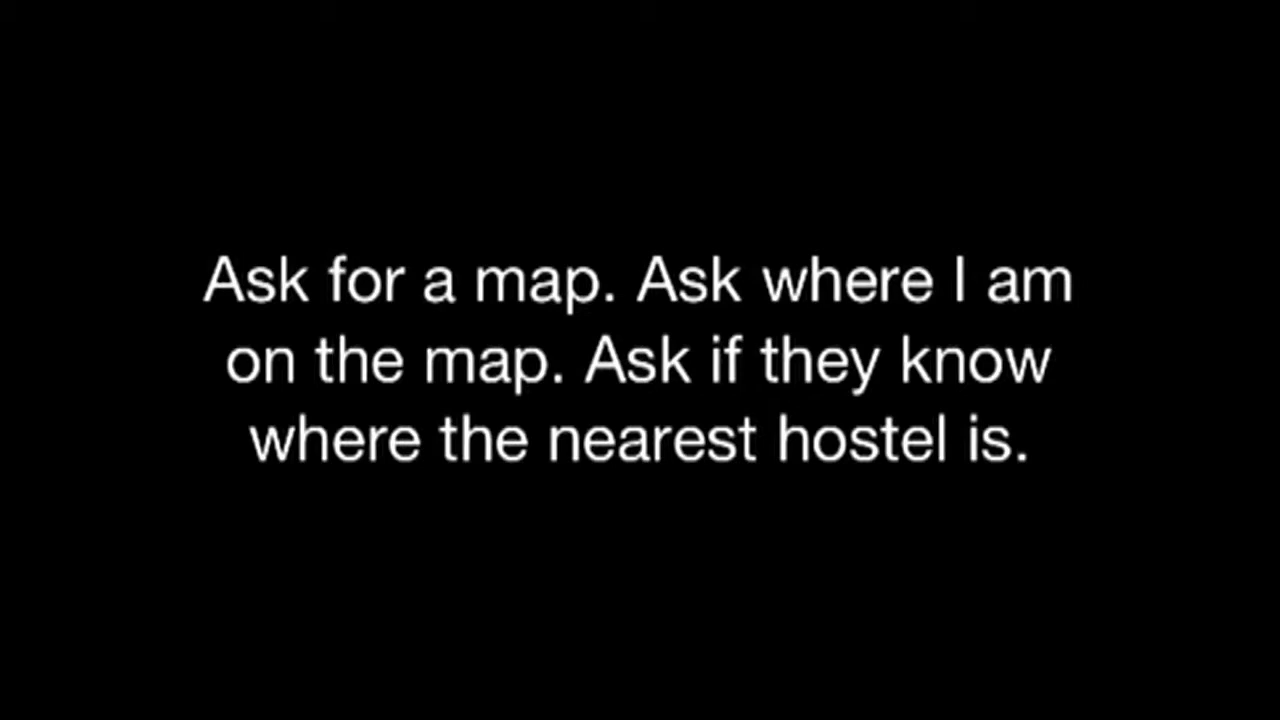 Ask for a map. Ask where I am
on the map. Ask if they know
where the nearest hostel is.